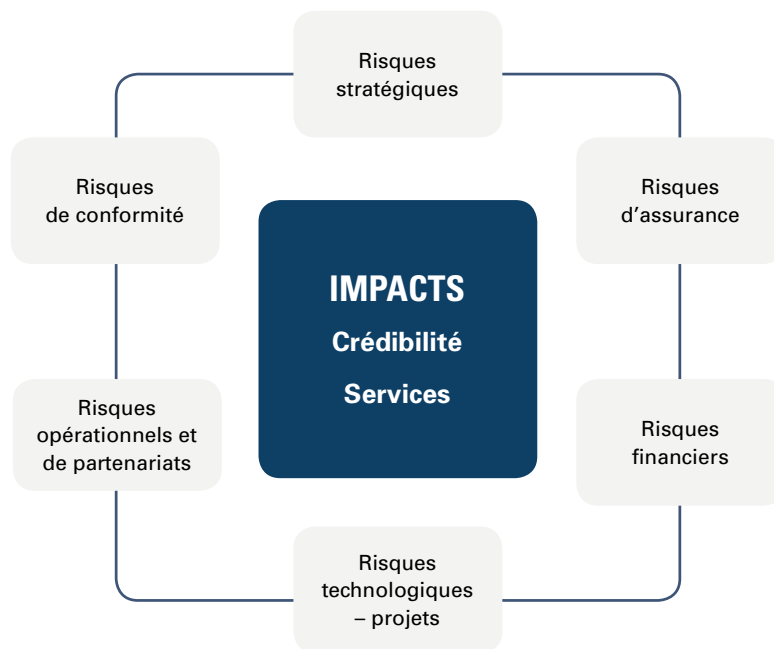 Risques
stratégiques
Risques
de conformité
Risques
d’assurance
IMPACTS
Crédibilité
Services
Risques
opérationnels et
de partenariats
Risques
financiers
Risques
technologiques
– projets